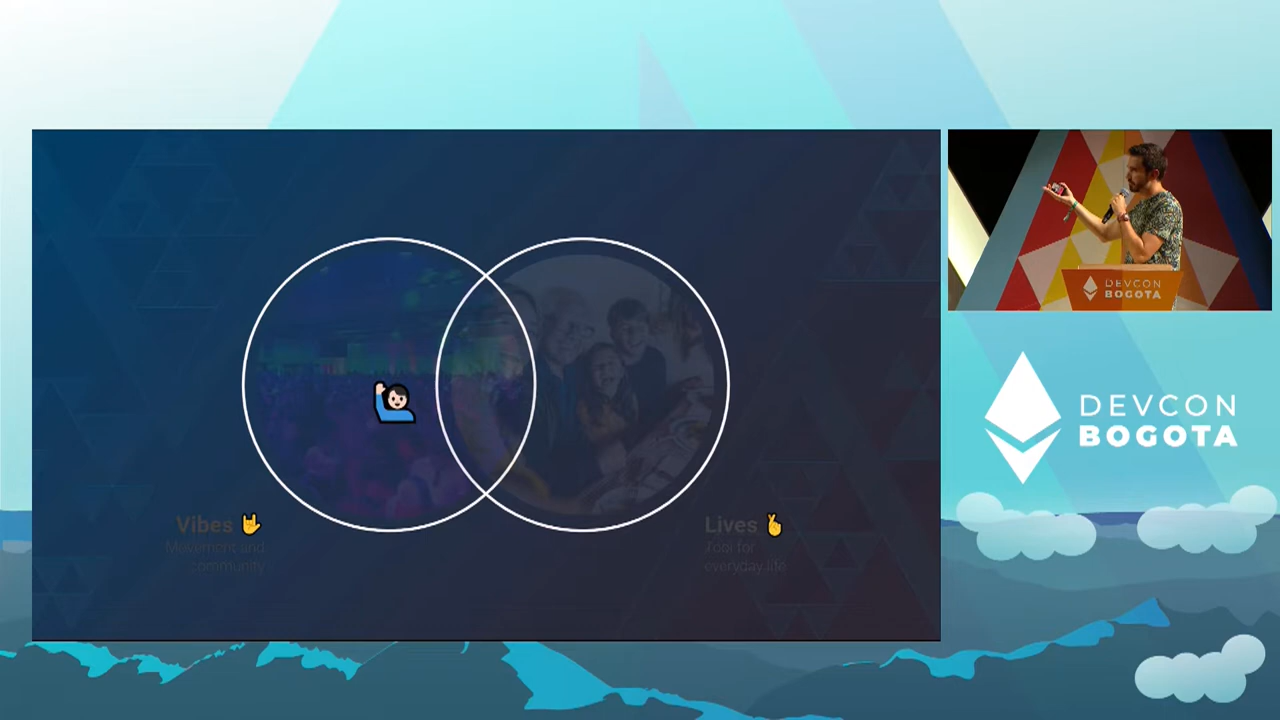 Vibes
Movement and
community
Lives
Tool for
everyday life
DEVCON
BOGOTA
DEVCON
BOGOTA